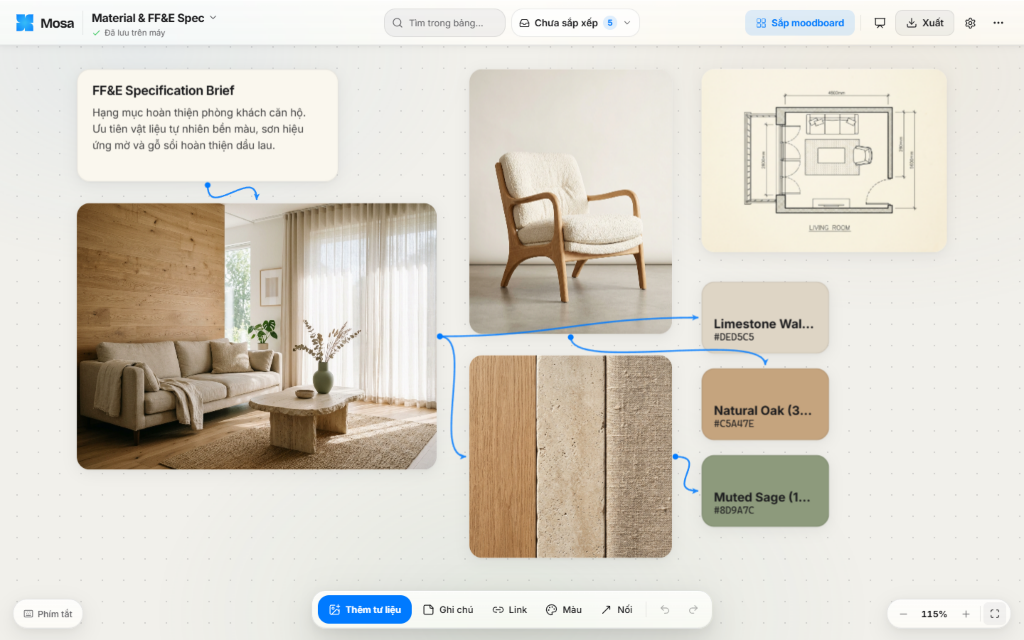 Mosa
Material & FF&E Spec
Đã lưu trên máy
Tìm trong bảng...
Chưa sắp xếp 5
Sắp moodboard
Xuất
FF&E Specification Brief
Hạng mục hoàn thiện phòng khách căn hộ.
Ưu tiên vật liệu tự nhiên bền màu, sơn hiệu
ứng mờ và gỗ sồi hoàn thiện dầu lau.
LIVING ROOM
Limestone Wal...
#DED5C5
Natural Oak (3...
#C5A47E
Muted Sage (1...
#8D9A7C
Phím tắt
Thêm tư liệu
Ghi chú
Link
Màu
Nối
115%